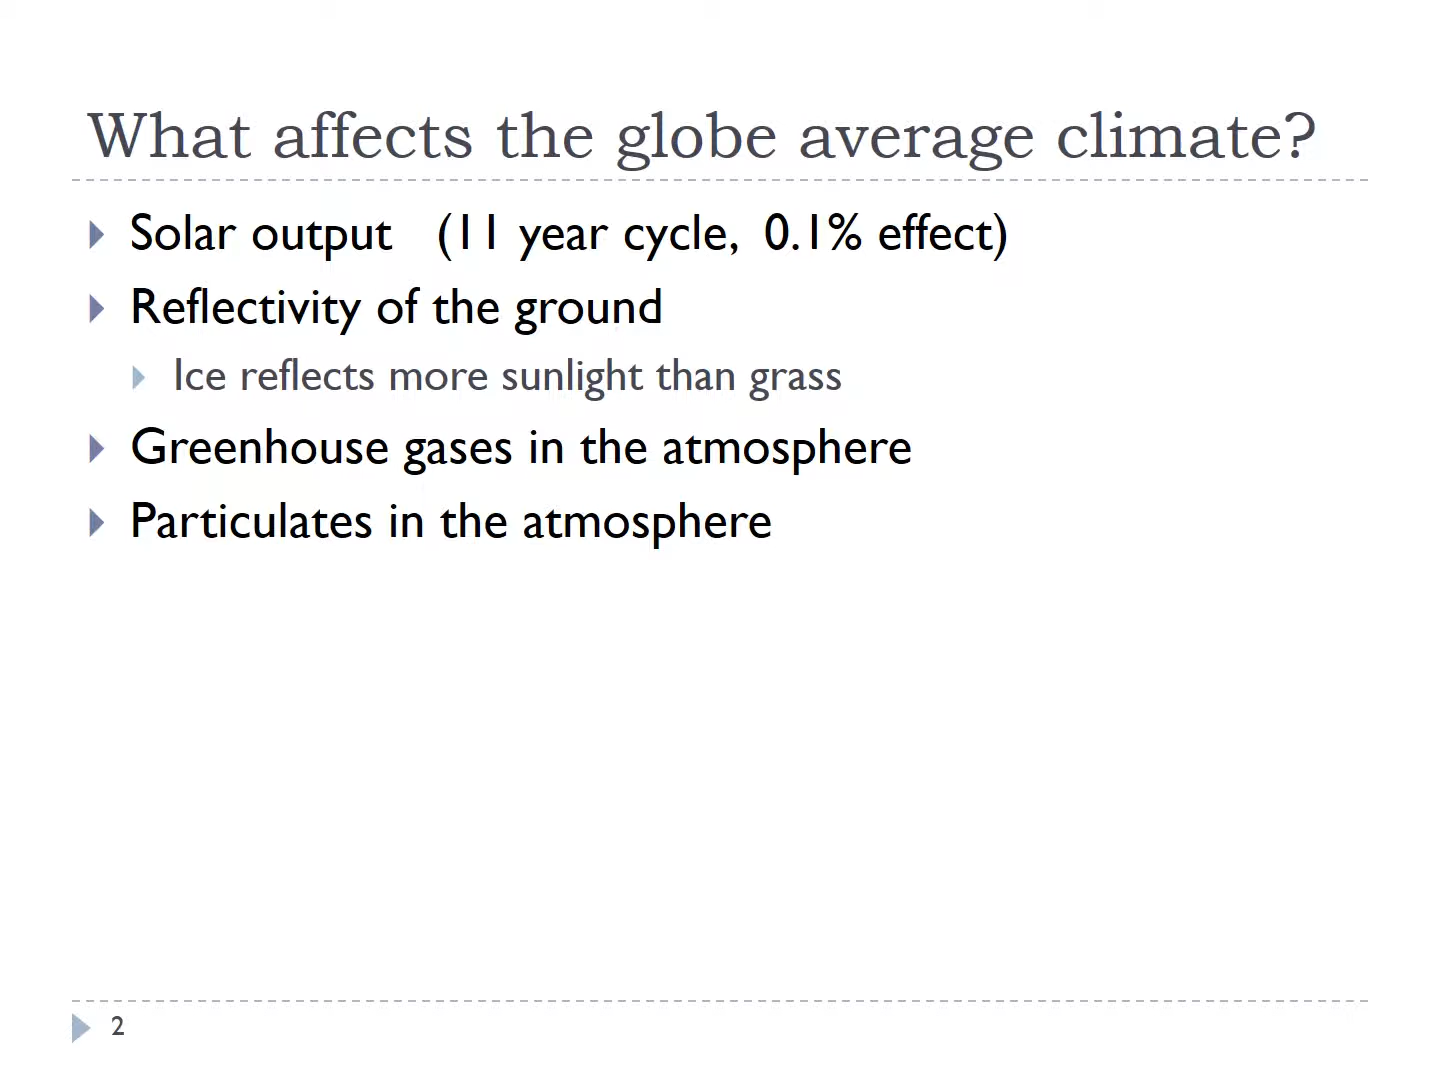 What affects the globe average climate?
Solar output (11 year cycle, 0.1% effect)
Reflectivity of the ground
Ice reflects more sunlight than grass
Greenhouse gases in the atmosphere
Particulates in the atmosphere
2